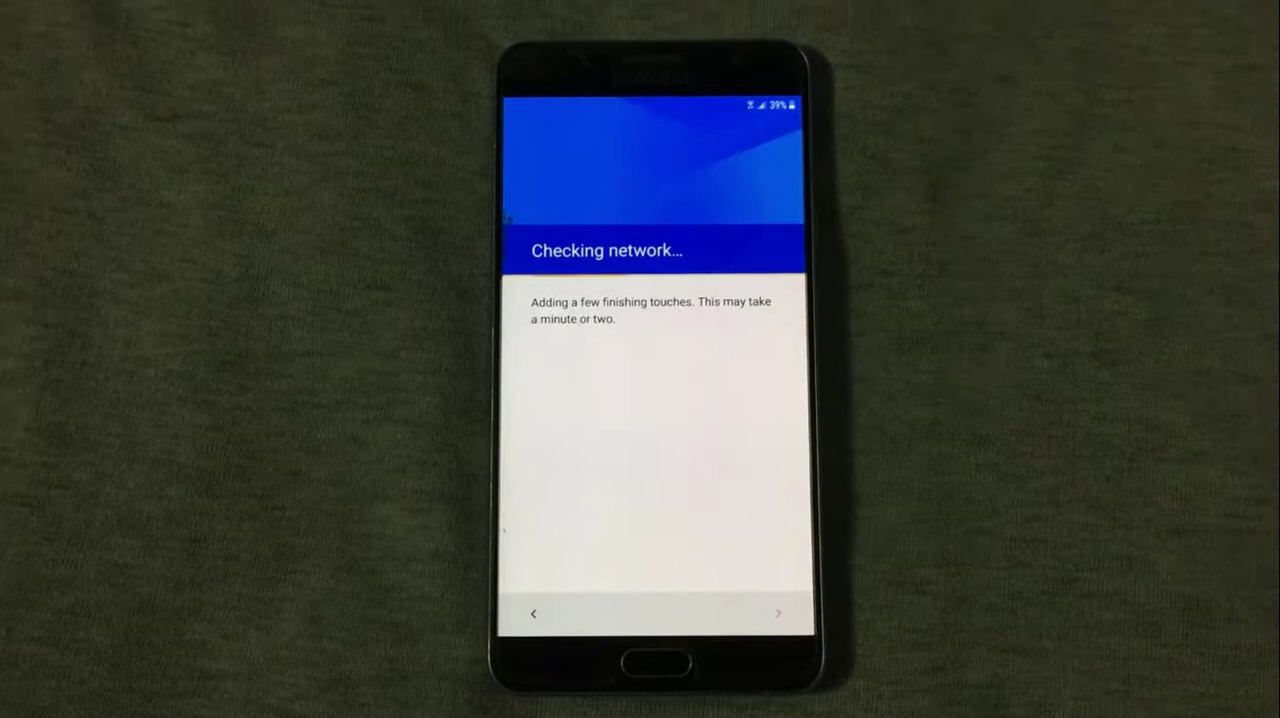 39%
Checking network...
Adding a few finishing touches. This may take
a minute or two.